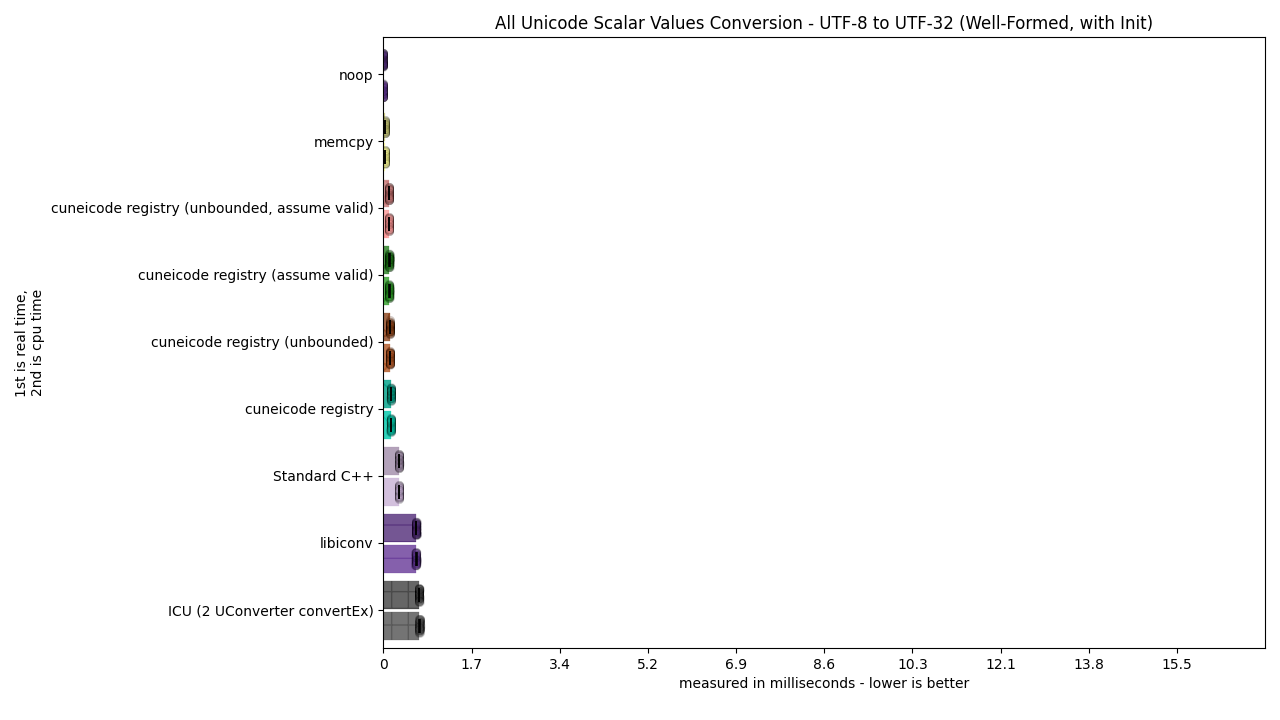 All Unicode Scalar Values Conversion - UTF-8 to UTF-32 (Well-Formed, with Init)
noop
memcpy
cuneicode registry (unbounded, assume valid)
cuneicode registry (assume valid)
cuneicode registry (unbounded)
cuneicode registry
Standard C++
libiconv
ICU (2 UConverter convertEx)
1st is real time,
2nd is cpu time
0 1.7 3.4 5.2 6.9 8.6 10.3 12.1 13.8 15.5
measured in milliseconds - lower is better